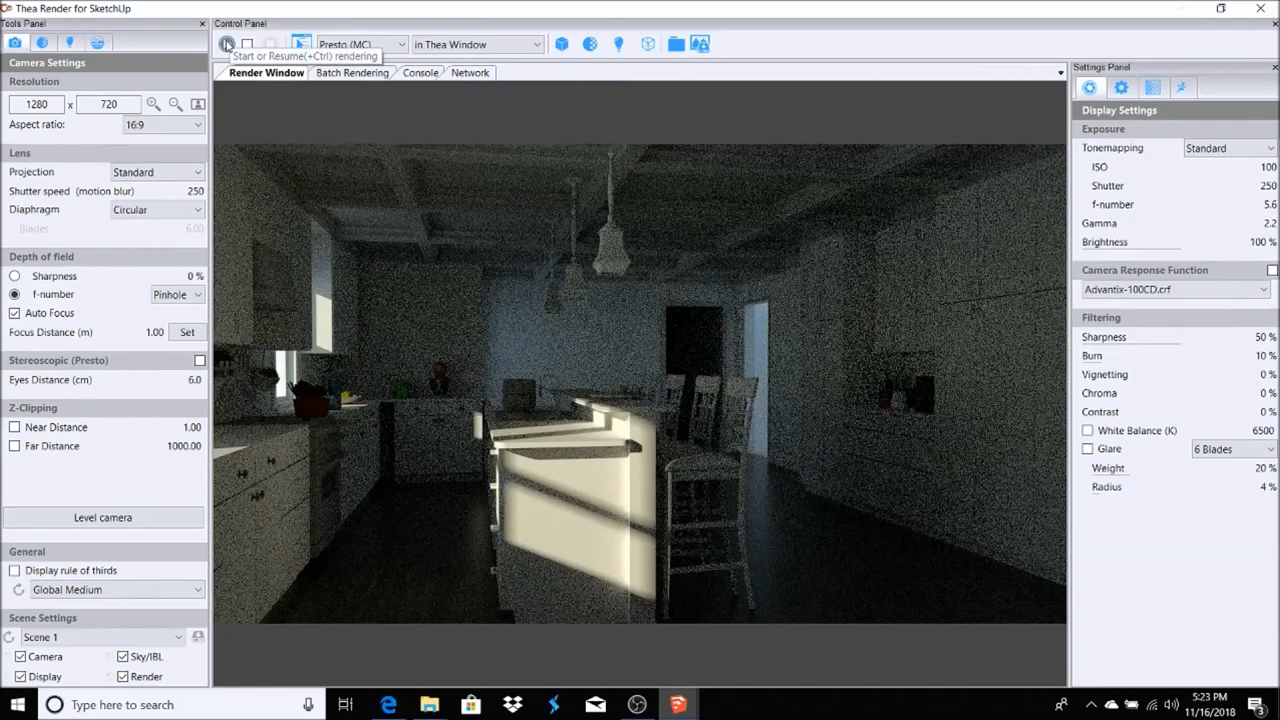 Thea Render for SketchUp
Tools Panel
Control Panel
Presto (MC)
in Thea Window
Start or Resume(+Ctrl) rendering
Render Window
Batch Rendering
Console
Network
Camera Settings
Resolution
1280 x 720
Aspect ratio: 16:9
Lens
Projection Standard
Shutter speed (motion blur) 250
Diaphragm Circular
Blades 6.00
Depth of field
Sharpness 0 %
f-number Pinhole
Auto Focus
Focus Distance (m) 1.00 Set
Stereoscopic (Presto)
Eyes Distance (cm) 6.0
Z-Clipping
Near Distance 1.00
Far Distance 1000.00
Level camera
General
Display rule of thirds
Global Medium
Scene Settings
Scene 1
Camera Sky/IBL
Display Render
Settings Panel
Display Settings
Exposure
Tonemapping Standard
ISO 100
Shutter 250
f-number 5.6
Gamma 2.2
Brightness 100 %
Camera Response Function
Advantix-100CD.crf
Filtering
Sharpness 50 %
Burn 10 %
Vignetting 0 %
Chroma 0 %
Contrast 0 %
White Balance (K) 6500
Glare 6 Blades
Weight 20 %
Radius 4 %
Type here to search
5:23 PM
11/16/2018
3